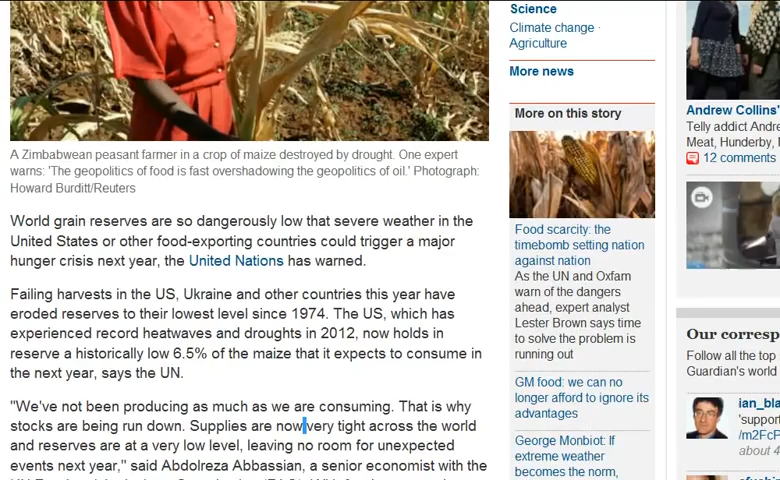 A Zimbabwean peasant farmer in a crop of maize destroyed by drought. One expert
warns: 'The geopolitics of food is fast overshadowing the geopolitics of oil.' Photograph:
Howard Burditt/Reuters
World grain reserves are so dangerously low that severe weather in the
United States or other food-exporting countries could trigger a major
hunger crisis next year, the United Nations has warned.
Failing harvests in the US, Ukraine and other countries this year have
eroded reserves to their lowest level since 1974. The US, which has
experienced record heatwaves and droughts in 2012, now holds in
reserve a historically low 6.5% of the maize that it expects to consume in
the next year, says the UN.
"We've not been producing as much as we are consuming. That is why
stocks are being run down. Supplies are now very tight across the world
and reserves are at a very low level, leaving no room for unexpected
events next year," said Abdolreza Abbassian, a senior economist with the
Science
Climate change ·
Agriculture
More news
More on this story
Food scarcity: the
timebomb setting nation
against nation
As the UN and Oxfam
warn of the dangers
ahead, expert analyst
Lester Brown says time
to solve the problem is
running out
GM food: we can no
longer afford to ignore its
advantages
George Monbiot: If
extreme weather
becomes the norm,
Andrew Collins'
Telly addict Andre
Meat, Hunderby,
12 comments
Our corresp
Follow all the top
Guardian's world
ian_bla
'support
/m2FcP
about 4